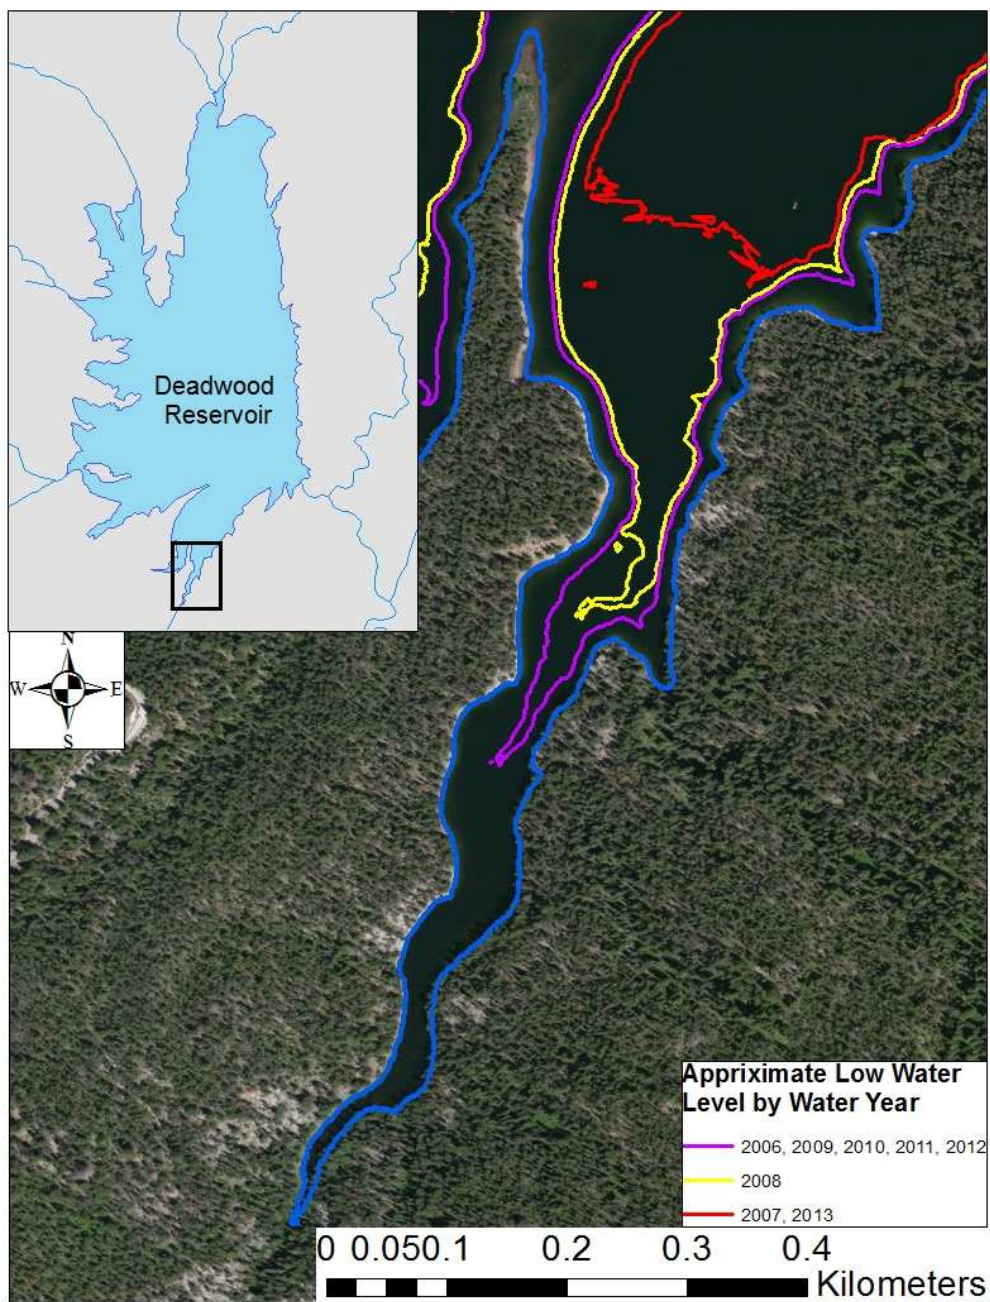 Deadwood
Reservoir
N
W E
S
Appriximate Low Water
Level by Water Year
2006, 2009, 2010, 2011, 2012
2008
2007, 2013
0 0.050.1 0.2 0.3 0.4
Kilometers